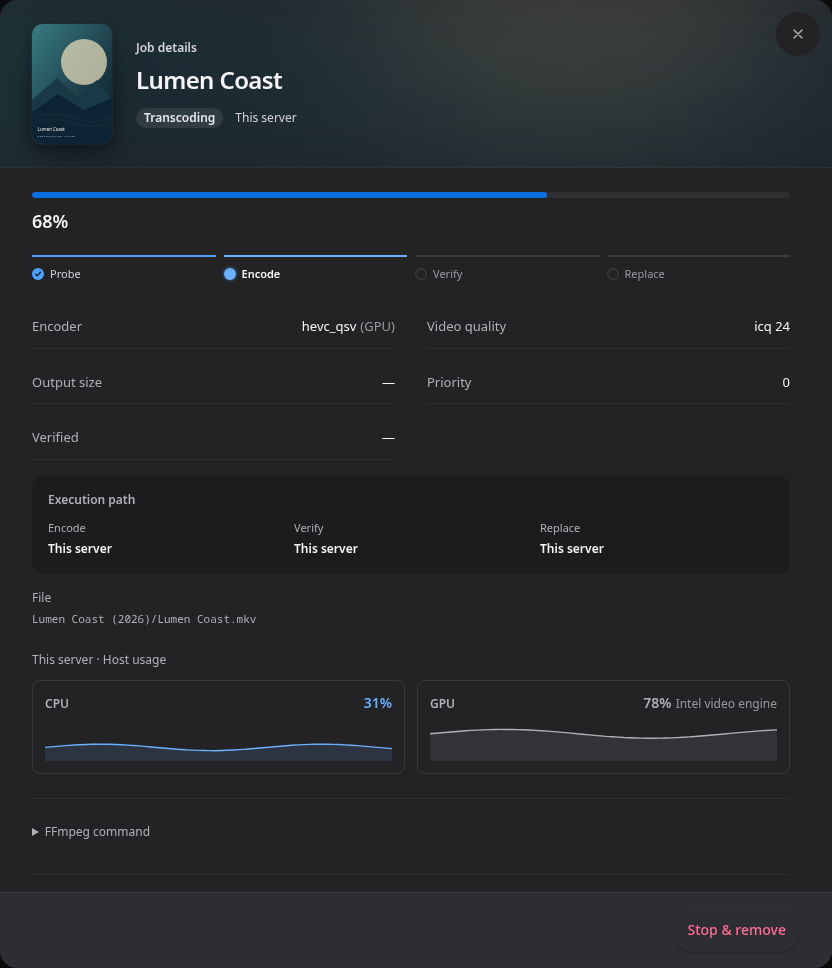 Job details
Lumen Coast
Transcoding This server
Lumen Coast
68%
Probe Encode Verify Replace
Encoder hevc_qsv (GPU) Video quality icq 24
Output size — Priority 0
Verified —
Execution path
Encode Verify Replace
This server This server This server
File
Lumen Coast (2026)/Lumen Coast.mkv
This server · Host usage
CPU 31% GPU 78% Intel video engine
FFmpeg command
Stop & remove